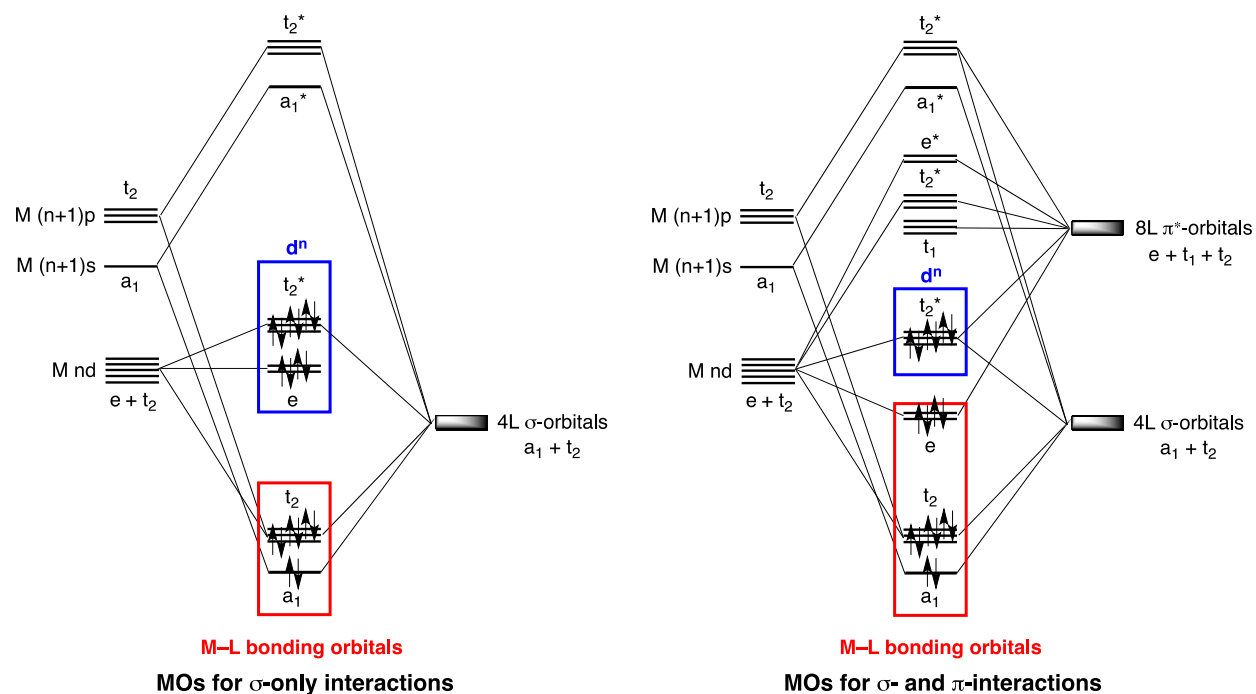 t₂*
a₁*
t₂
M (n+1)p
M (n+1)s
a₁
dⁿ
t₂*
M nd
e + t₂
e
4L σ-orbitals
a₁ + t₂
t₂
a₁
M–L bonding orbitals
MOs for σ-only interactions
t₂*
a₁*
e*
t₂
M (n+1)p
t₂*
t₁
8L π*-orbitals
e + t₁ + t₂
M (n+1)s
a₁
dⁿ
t₂*
M nd
e + t₂
e
4L σ-orbitals
a₁ + t₂
t₂
a₁
M–L bonding orbitals
MOs for σ- and π-interactions